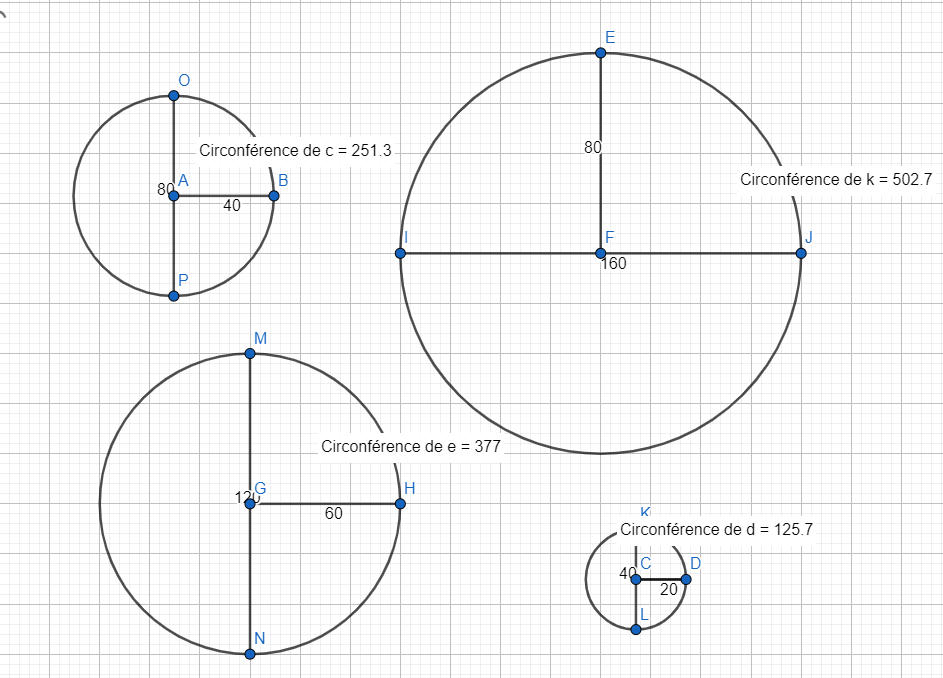 E
O
80
Circonférence de c = 251.3
Circonférence de k = 502.7
80
A
B
40
I
F
J
160
P
M
Circonférence de e = 377
120
G
H
60
K
Circonférence de d = 125.7
40
C
D
20
L
N